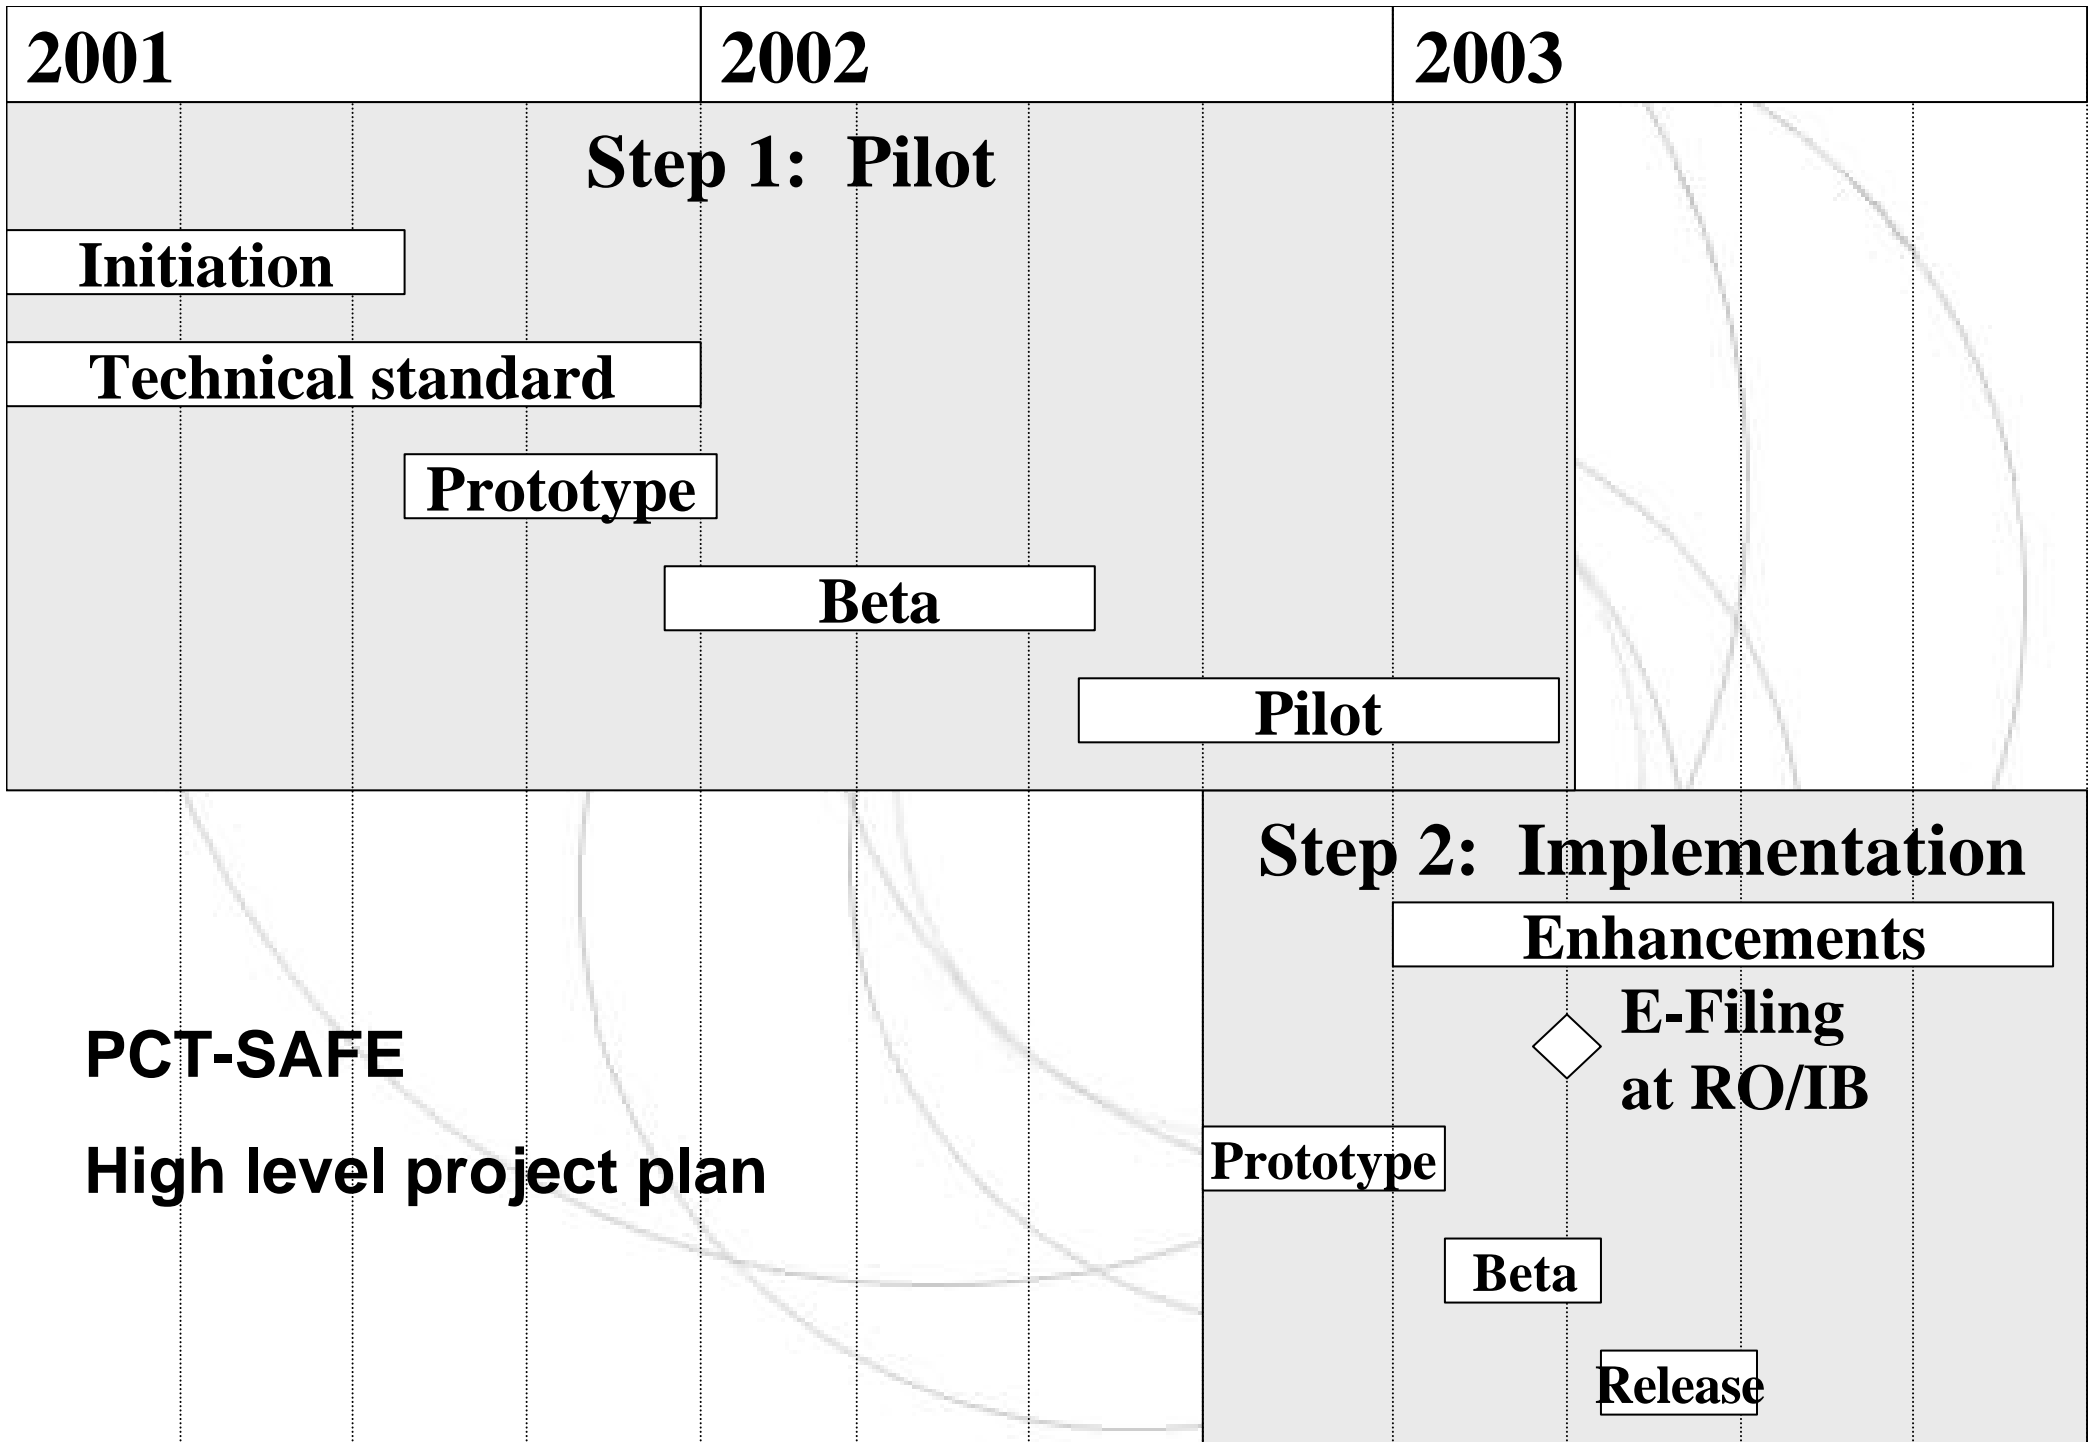 2001 2002 2003
Step 1: Pilot
Initiation
Technical standard
Prototype
Beta
Pilot
Step 2: Implementation
Enhancements
E-Filing
at RO/IB
PCT-SAFE
High level project plan
Prototype
Beta
Release